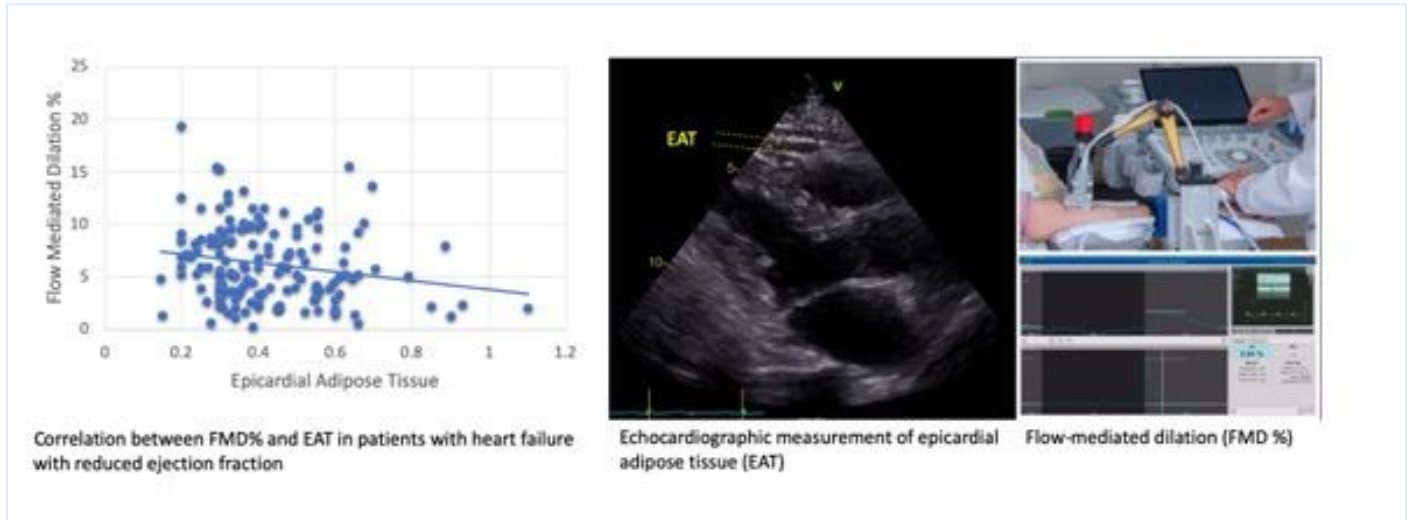 25
20
15
10
5
0
Flow Mediated Dilation %
0 0.2 0.4 0.6 0.8 1 1.2
Epicardial Adipose Tissue
Correlation between FMD% and EAT in patients with heart failure
with reduced ejection fraction
V
EAT
5
10
Echocardiographic measurement of epicardial
adipose tissue (EAT)
Flow-mediated dilation (FMD %)